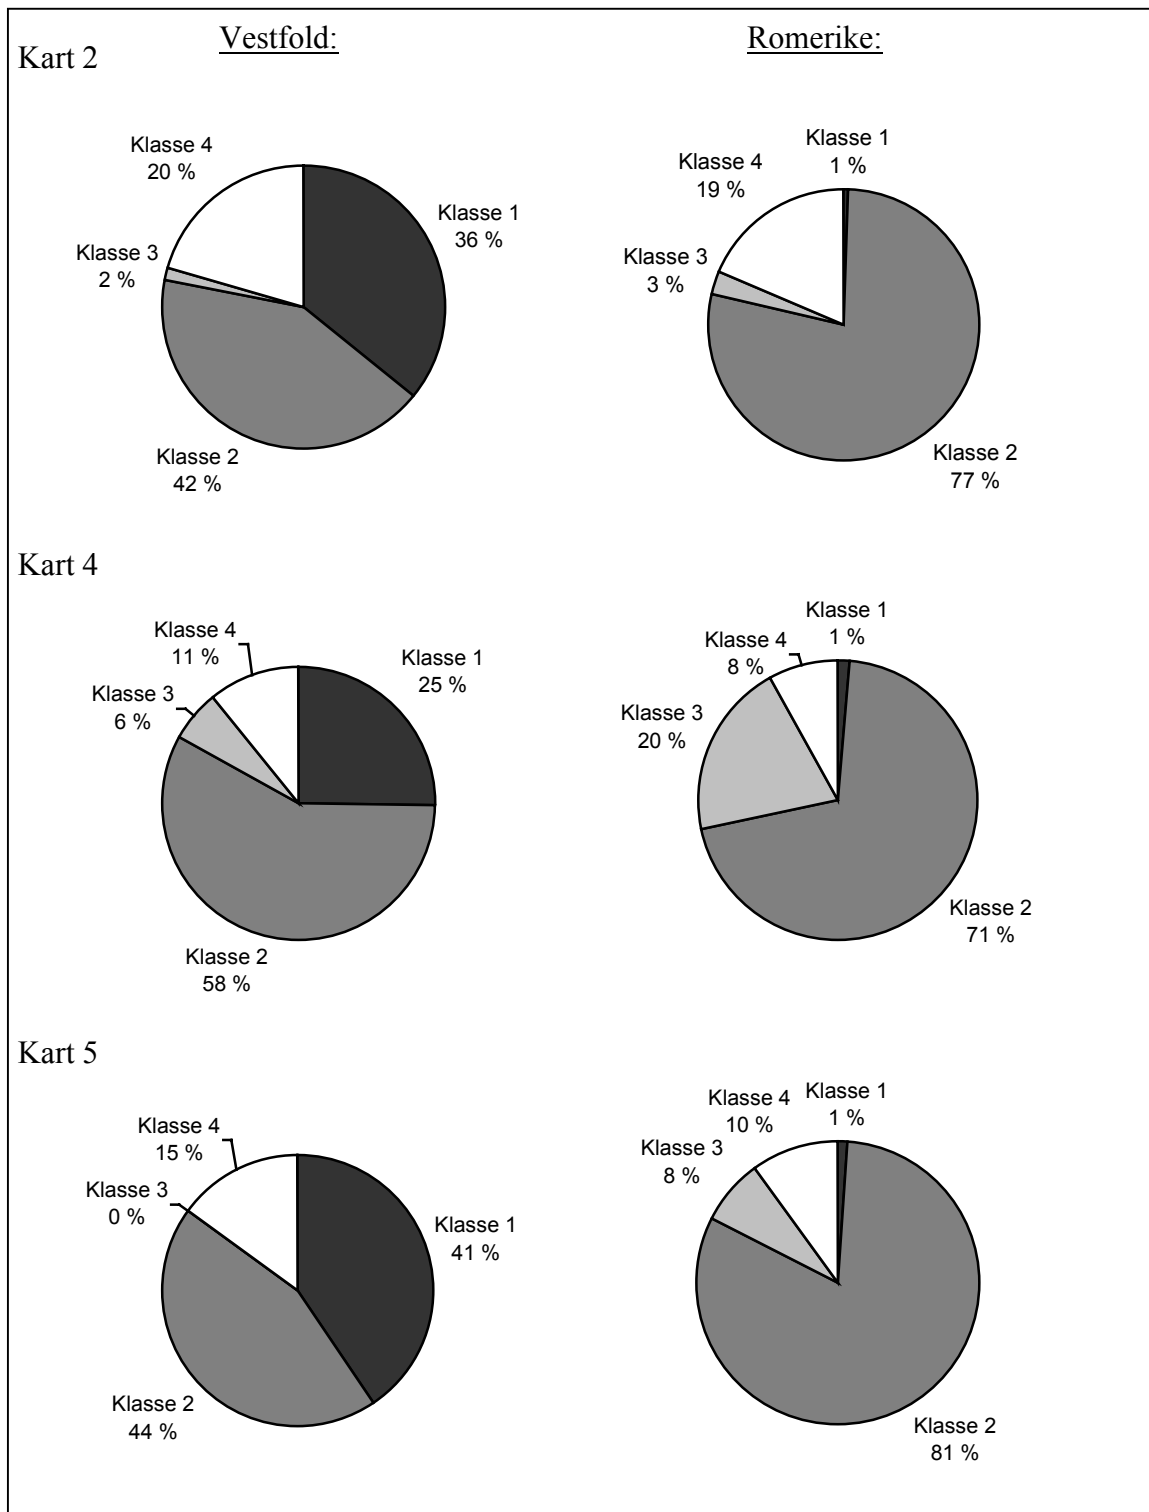 Vestfold:
Romerike:
Kart 2
Klasse 4
20 %
Klasse 1
36 %
Klasse 3
2 %
Klasse 2
42 %
Klasse 1
1 %
Klasse 4
19 %
Klasse 3
3 %
Klasse 2
77 %
Kart 4
Klasse 4
11 %
Klasse 1
25 %
Klasse 3
6 %
Klasse 2
58 %
Klasse 1
1 %
Klasse 4
8 %
Klasse 3
20 %
Klasse 2
71 %
Kart 5
Klasse 4
15 %
Klasse 3
0 %
Klasse 1
41 %
Klasse 2
44 %
Klasse 4
10 %
Klasse 1
1 %
Klasse 3
8 %
Klasse 2
81 %